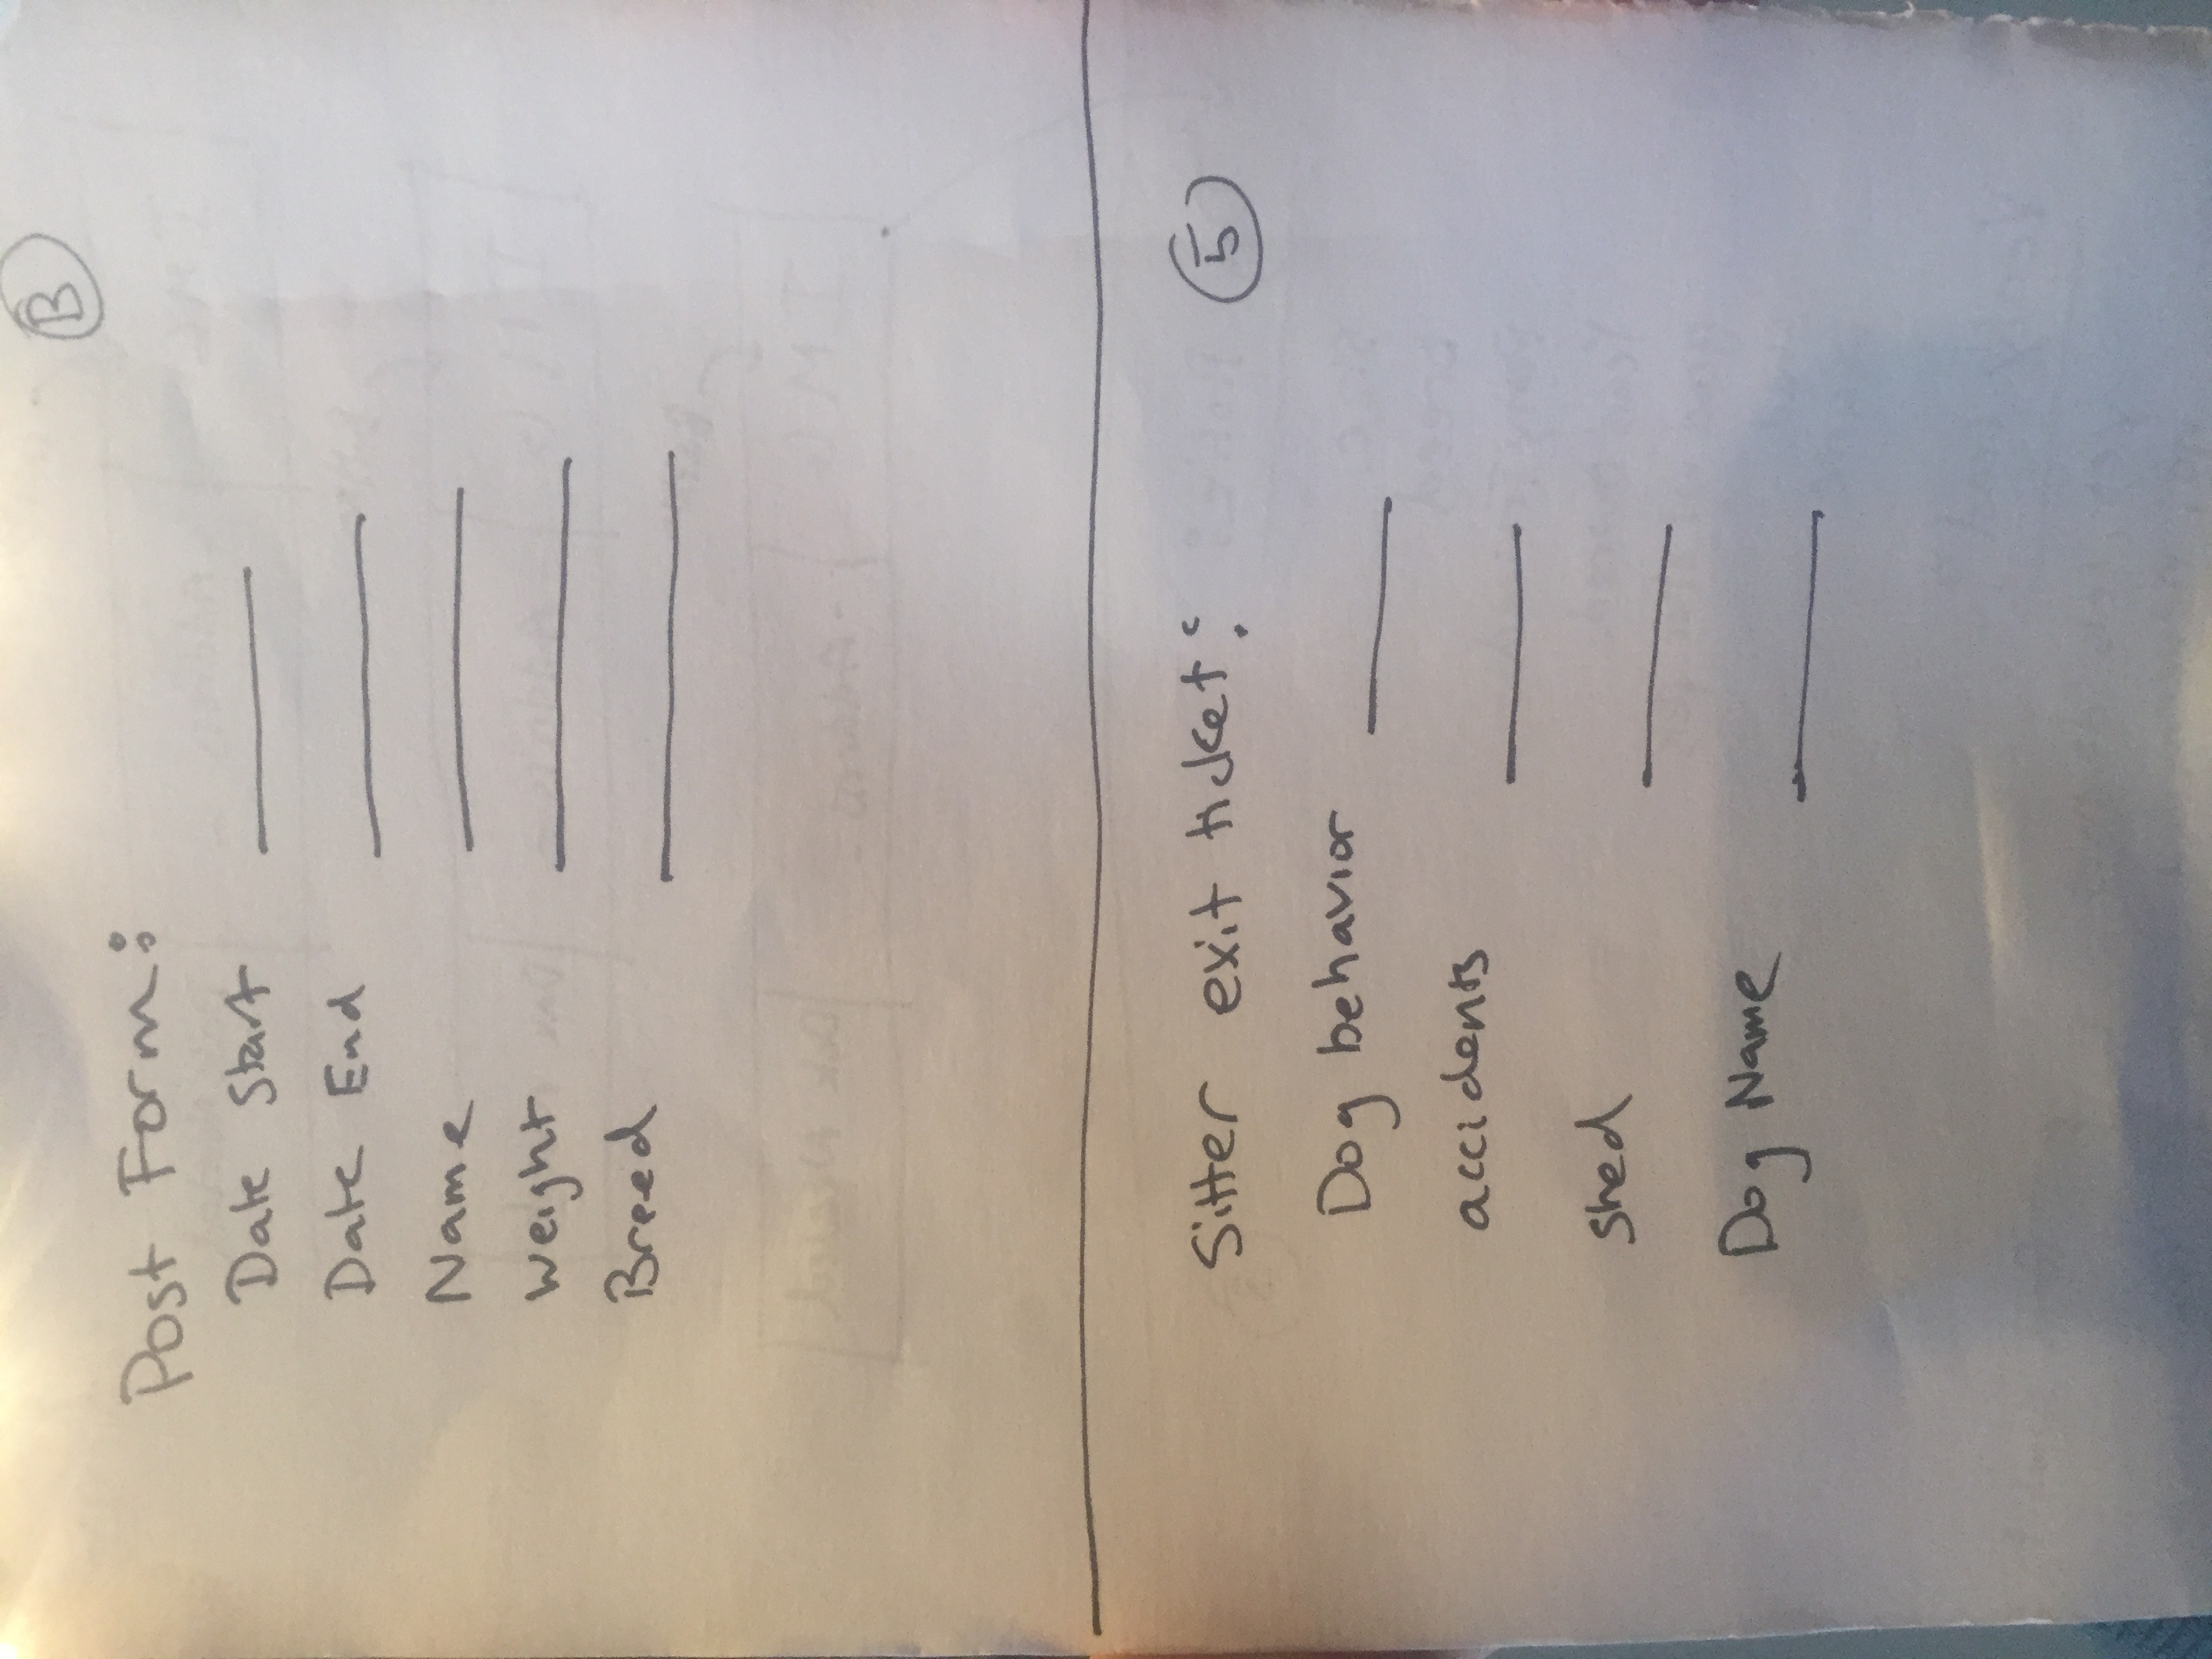 B
Post Form:
Date Start
Date End
Name
Weight
Breed
Sitter exit ticket:
5
Dog behavior
accidents
shed
Dog Name